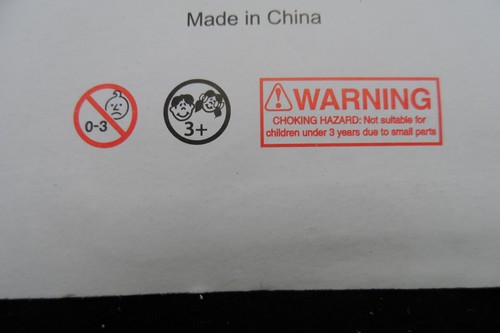 Made in China
0-3
3+
WARNING
CHOKING HAZARD: Not suitable for
children under 3 years due to small parts